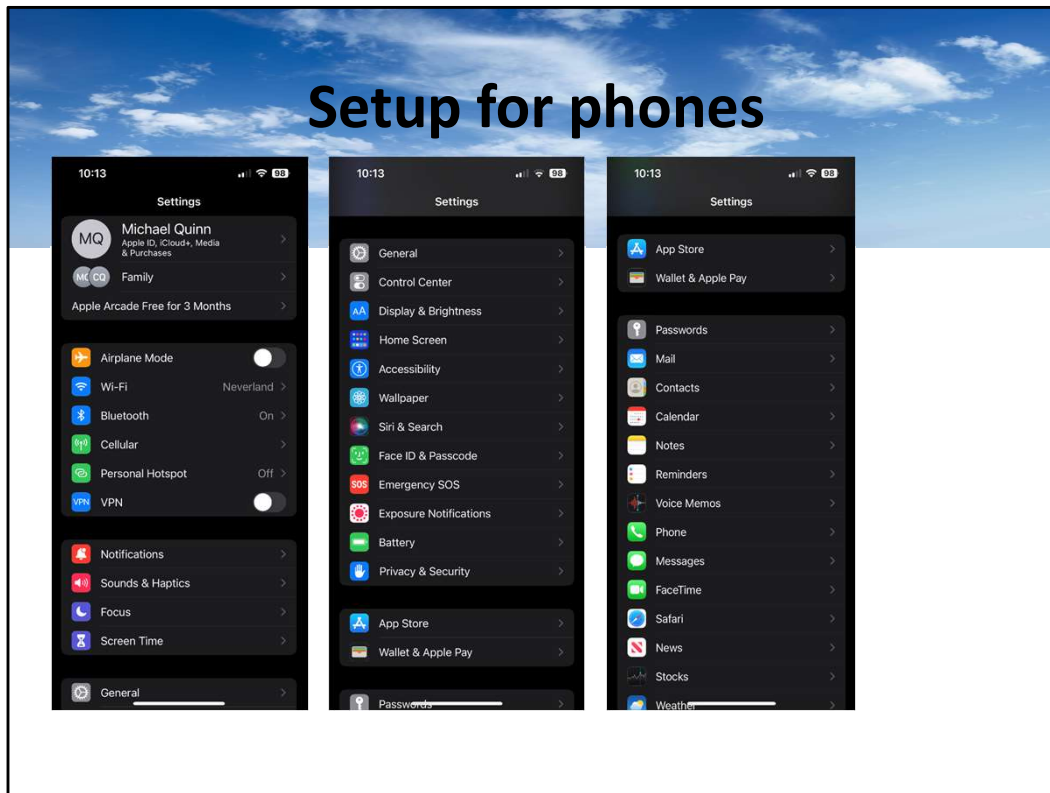 Setup for phones
10:13 98
Settings
MQ Michael Quinn
Apple ID, iCloud+, Media
& Purchases
CQ Family
Apple Arcade Free for 3 Months
Airplane Mode
Wi-Fi Neverland
Bluetooth On
Cellular
Personal Hotspot Off
VPN VPN
Notifications
Sounds & Haptics
Focus
Screen Time
General
10:13 98
Settings
General
Control Center
AA Display & Brightness
Home Screen
Accessibility
Wallpaper
Siri & Search
Face ID & Passcode
SOS Emergency SOS
Exposure Notifications
Battery
Privacy & Security
App Store
Wallet & Apple Pay
Passwords
10:13 98
Settings
App Store
Wallet & Apple Pay
Passwords
Mail
Contacts
Calendar
Notes
Reminders
Voice Memos
Phone
Messages
FaceTime
Safari
News
Stocks
Weather